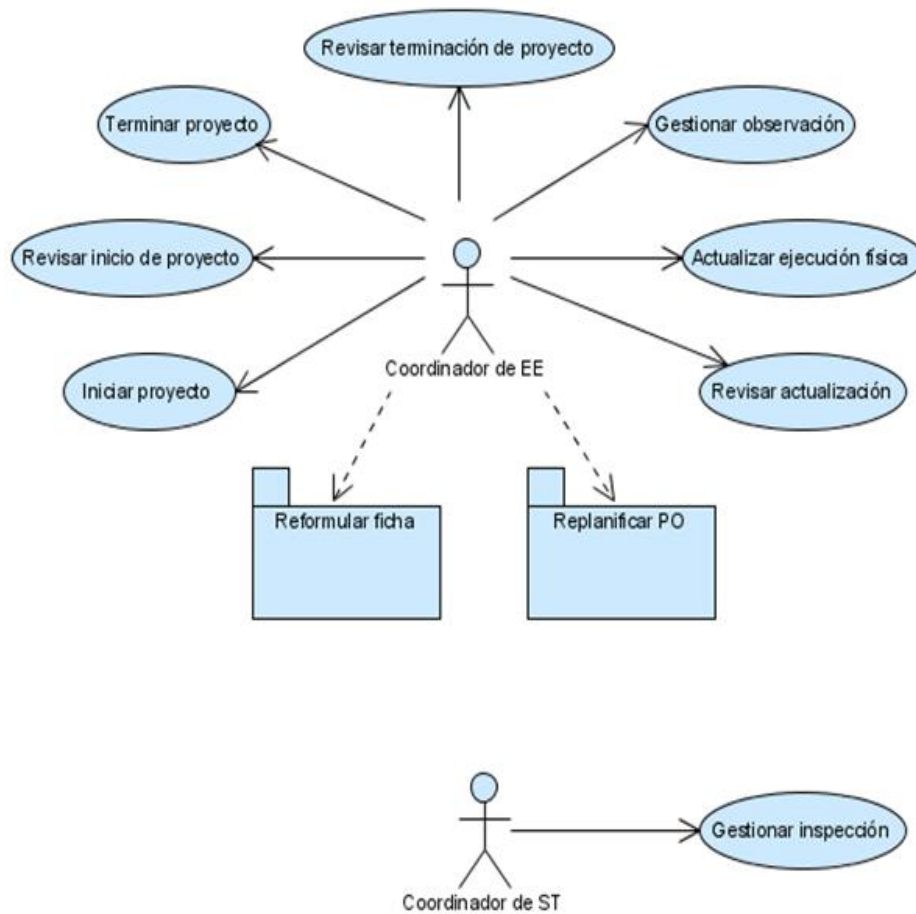 Revisar terminación de proyecto
Terminar proyecto
Gestionar observación
Revisar inicio de proyecto
Actualizar ejecución física
Iniciar proyecto
Coordinador de EE
Revisar actualización
Reformular ficha
Replanificar PO
Gestionar inspección
Coordinador de ST